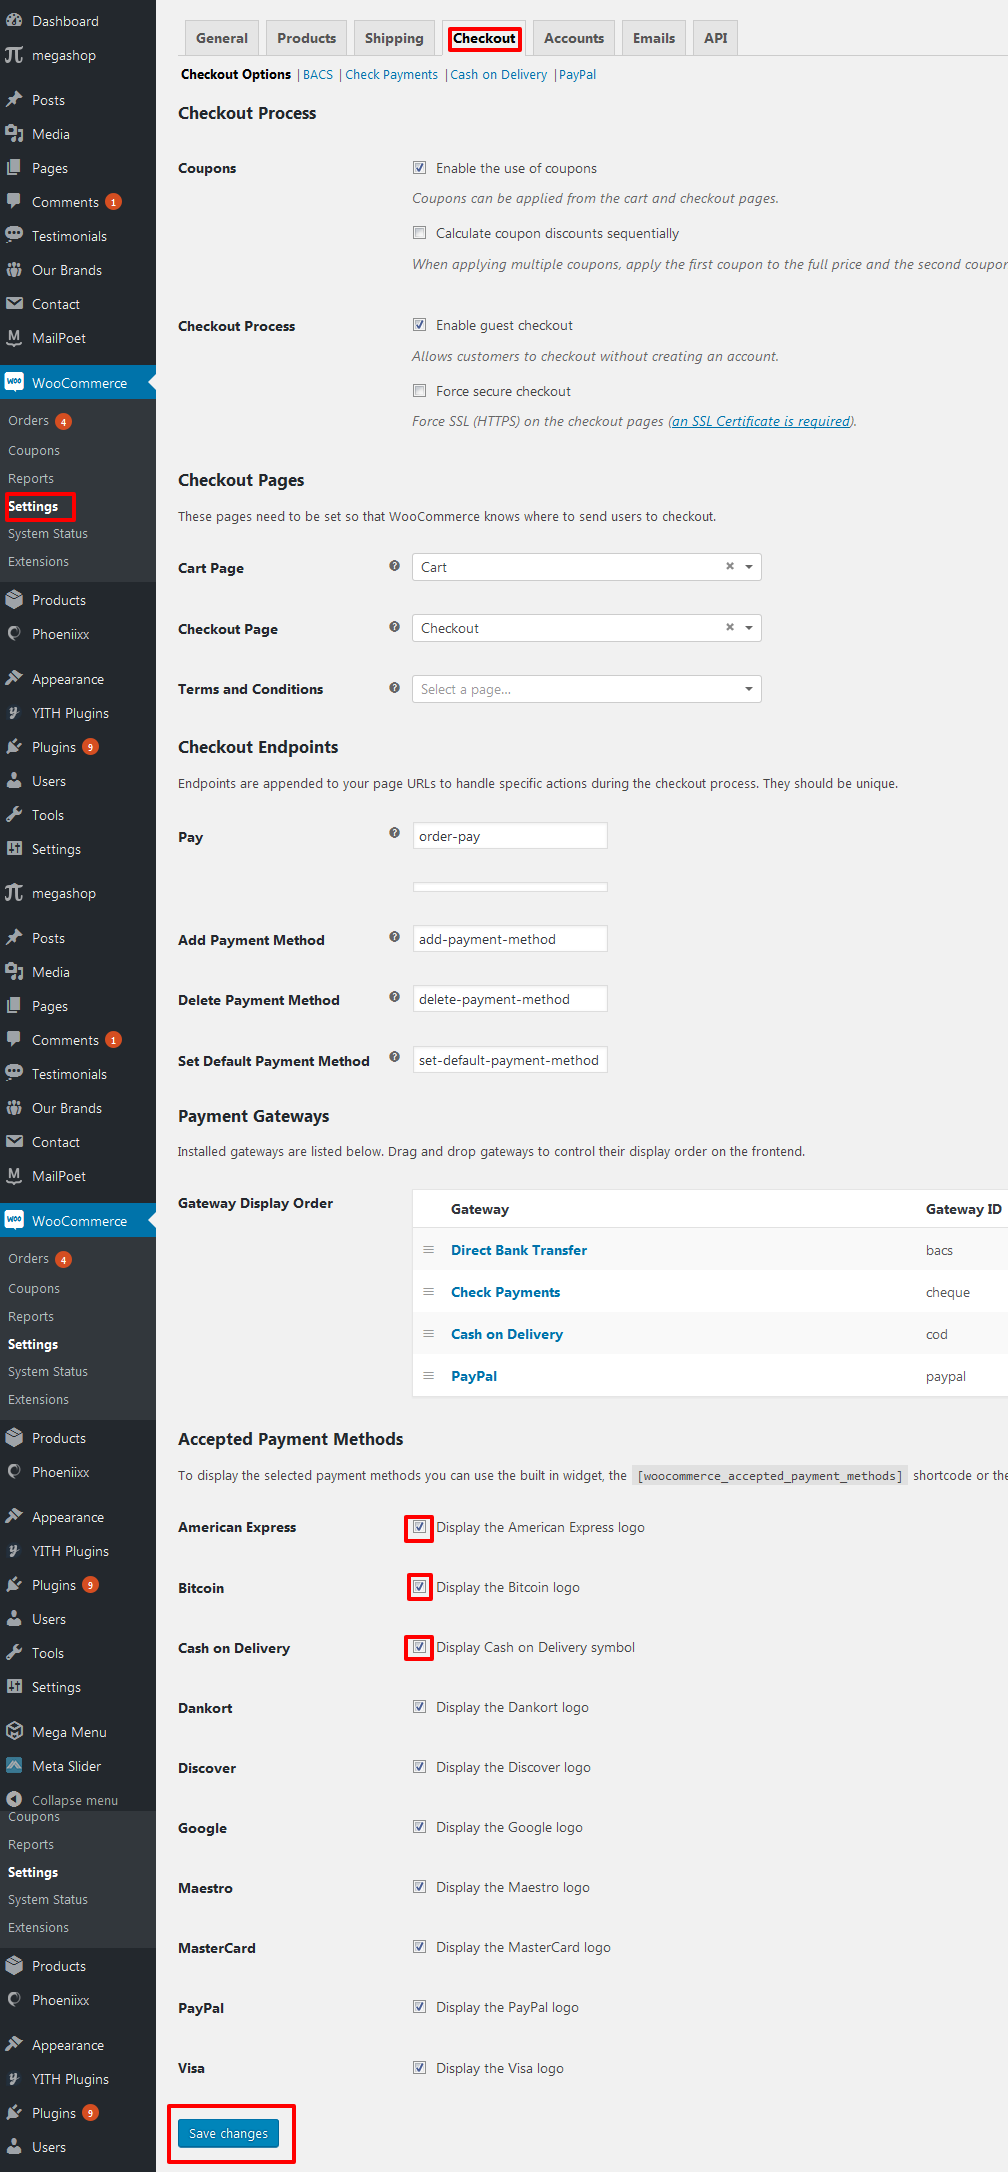 Dashboard
megashop
Posts
Media
Pages
Comments 1
Testimonials
Our Brands
Contact
MailPoet
WooCommerce
Orders 4
Coupons
Reports
Settings
System Status
Extensions
Products
Phoeniixx
Appearance
YITH Plugins
Plugins 9
Users
Tools
Settings
megashop
Posts
Media
Pages
Comments 1
Testimonials
Our Brands
Contact
MailPoet
WooCommerce
Orders 4
Coupons
Reports
Settings
System Status
Extensions
Products
Phoeniixx
Appearance
YITH Plugins
Plugins 9
Users
Tools
Settings
Mega Menu
Meta Slider
Collapse menu
Coupons
Reports
Settings
System Status
Extensions
Products
Phoeniixx
Appearance
YITH Plugins
Plugins 9
Users
General Products Shipping Checkout Accounts Emails API
Checkout Options | BACS | Check Payments | Cash on Delivery | PayPal
Checkout Process
Coupons Enable the use of coupons
Coupons can be applied from the cart and checkout pages.
Calculate coupon discounts sequentially
When applying multiple coupons, apply the first coupon to the full price and the second coupon
Checkout Process Enable guest checkout
Allows customers to checkout without creating an account.
Force secure checkout
Force SSL (HTTPS) on the checkout pages (an SSL Certificate is required).
Checkout Pages
These pages need to be set so that WooCommerce knows where to send users to checkout.
Cart Page ? Cart ×
Checkout Page ? Checkout ×
Terms and Conditions ? Select a page...
Checkout Endpoints
Endpoints are appended to your page URLs to handle specific actions during the checkout process. They should be unique.
Pay ? order-pay
Add Payment Method ? add-payment-method
Delete Payment Method ? delete-payment-method
Set Default Payment Method ? set-default-payment-method
Payment Gateways
Installed gateways are listed below. Drag and drop gateways to control their display order on the frontend.
Gateway Display Order Gateway Gateway ID
Direct Bank Transfer bacs
Check Payments cheque
Cash on Delivery cod
PayPal paypal
Accepted Payment Methods
To display the selected payment methods you can use the built in widget, the [woocommerce_accepted_payment_methods] shortcode or the
American Express Display the American Express logo
Bitcoin Display the Bitcoin logo
Cash on Delivery Display Cash on Delivery symbol
Dankort Display the Dankort logo
Discover Display the Discover logo
Google Display the Google logo
Maestro Display the Maestro logo
MasterCard Display the MasterCard logo
PayPal Display the PayPal logo
Visa Display the Visa logo
Save changes